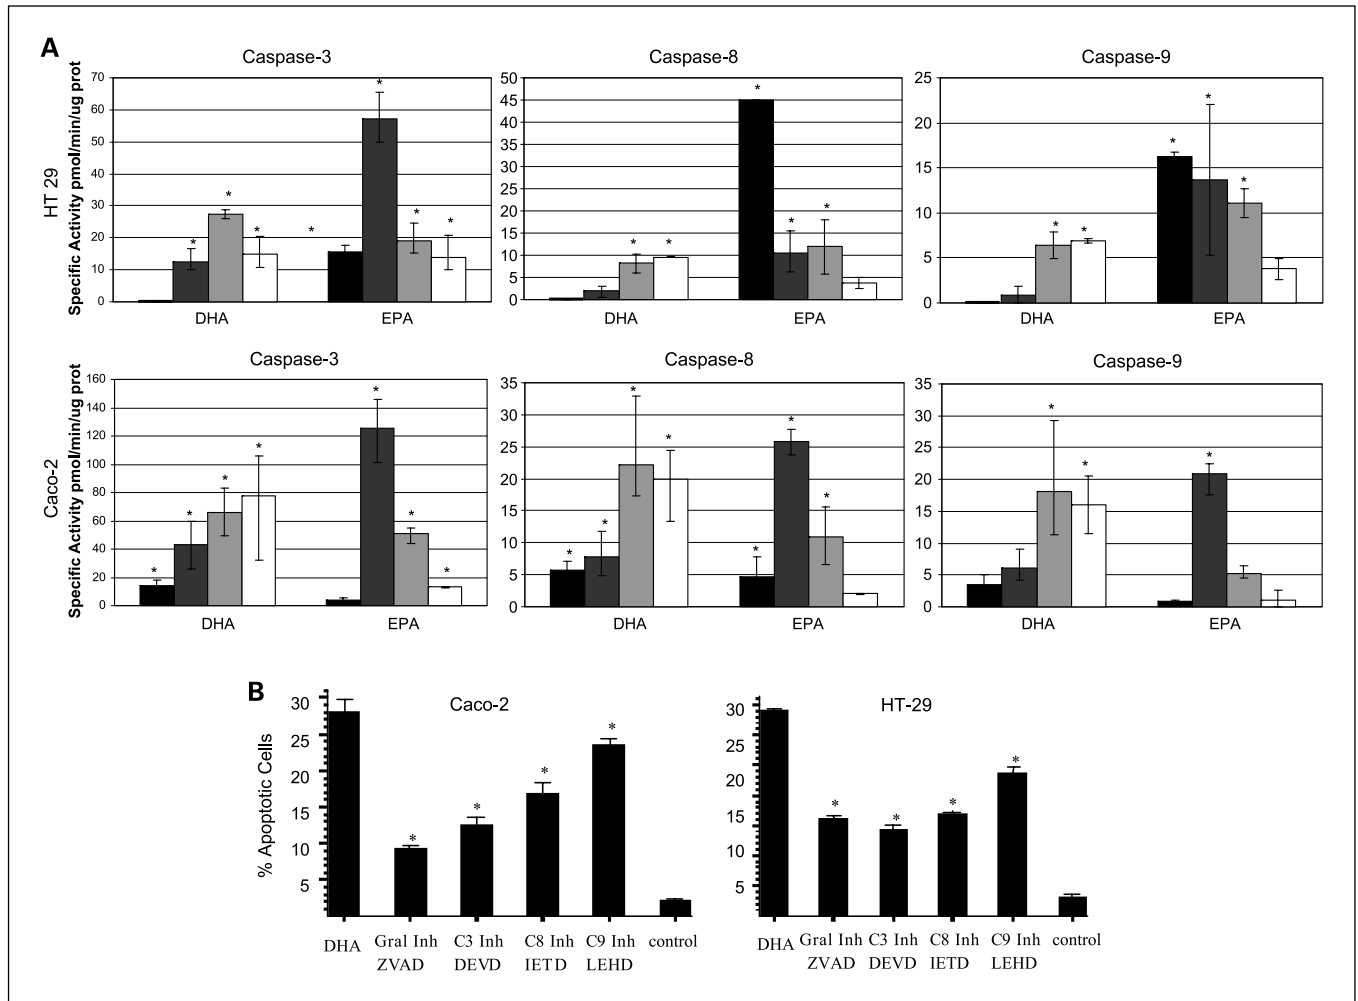 A
Caspase-3
Caspase-8
Caspase-9
HT 29
Specific Activity pmol/min/ug prot
70
60
50
40
30
20
10
0
* * * * * * *
DHA EPA
50
45
40
35
30
25
20
15
10
5
0
* * * * *
DHA EPA
25
20
15
10
5
0
* * * * *
DHA EPA
Caspase-3
Caspase-8
Caspase-9
Caco-2
Specific Activity pmol/min/ug prot
160
140
120
100
80
60
40
20
0
* * * * * * *
DHA EPA
35
30
25
20
15
10
5
0
* * * * * * *
DHA EPA
35
30
25
20
15
10
5
0
* * *
DHA EPA
B
Caco-2
% Apoptotic Cells
30
25
20
15
10
5
* * * *
DHA Gral Inh C3 Inh C8 Inh C9 Inh control
ZVAD DEVD IETD LEHD
HT-29
30
25
20
15
10
5
* * * *
DHA Gral Inh C3 Inh C8 Inh C9 Inh control
ZVAD DEVD IETD LEHD